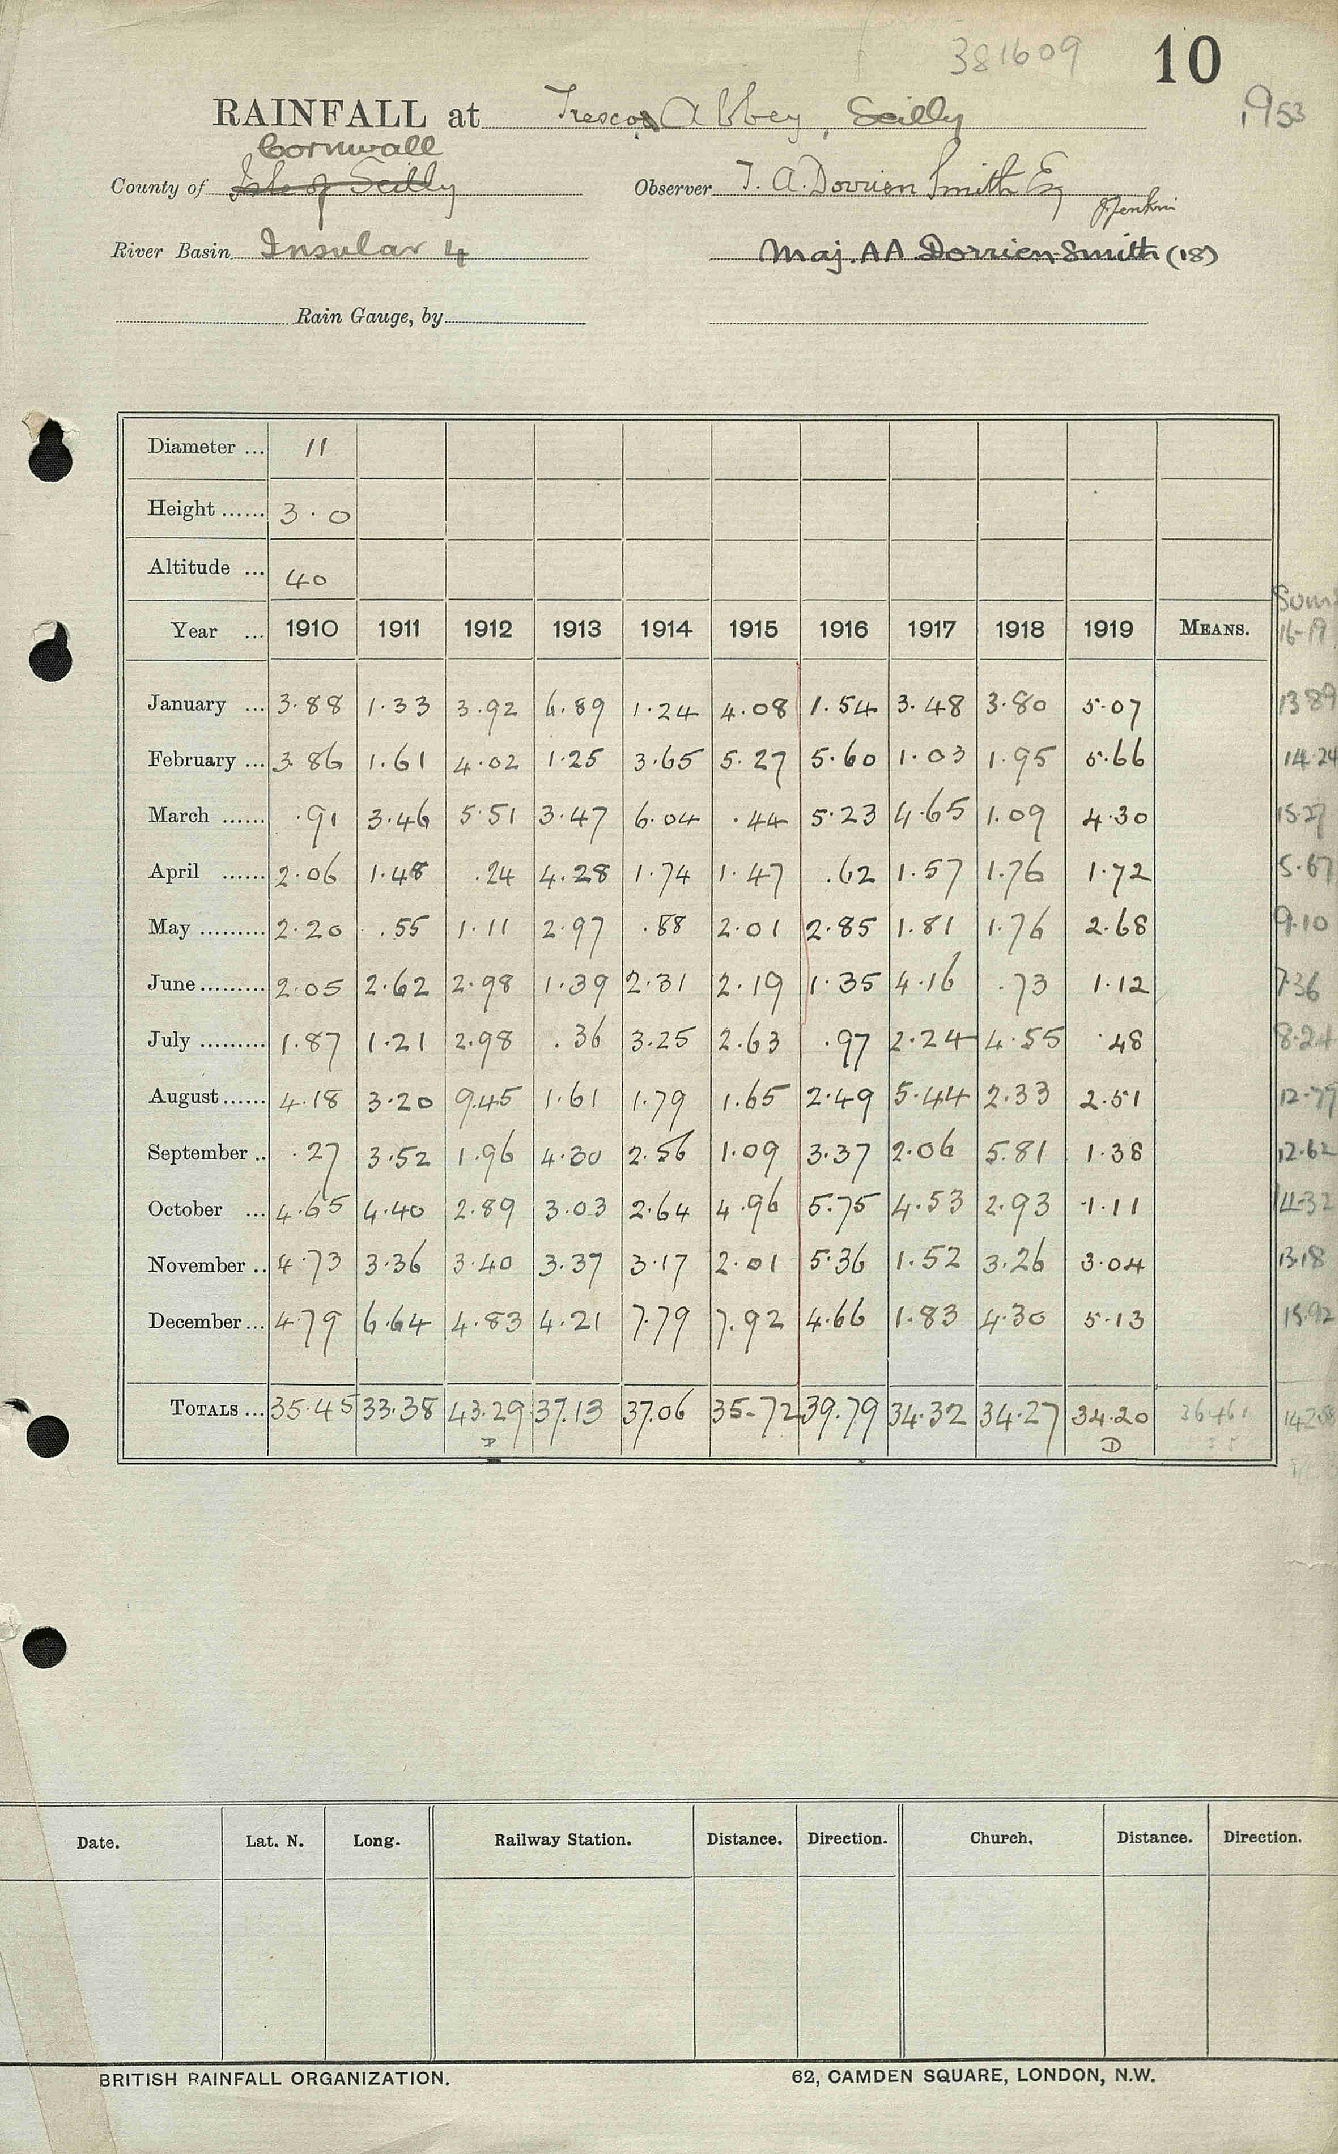 381609 10
1953
RAINFALL at Tresco Abbey, Scilly
Cornwall
County of Isle of Scilly Observer T. A. Dorrien Smith Esq
J Jenkin
River Basin Insular 4 Maj. AA Dorrien-Smith (18)
Rain Gauge, by
Diameter ... 11
Height ...... 3.0
Altitude ... 40
Year ... 1910 1911 1912 1913 1914 1915 1916 1917 1918 1919 MEANS. Sum 16-19
January ... 3.88 1.33 3.92 6.89 1.24 4.08 1.54 3.48 3.80 5.07 13.89
February ... 3.86 1.61 4.02 1.25 3.65 5.27 5.60 1.03 1.95 5.66 14.24
March ...... .91 3.46 5.51 3.47 6.04 .44 5.23 4.65 1.09 4.30 15.27
April ...... 2.06 1.48 .24 4.28 1.74 1.47 .62 1.57 1.76 1.72 5.67
May ......... 2.20 .55 1.11 2.97 .88 2.01 2.85 1.81 1.76 2.68 9.10
June ......... 2.05 2.62 2.98 1.39 2.31 2.19 1.35 4.16 .73 1.12 7.36
July ......... 1.87 1.21 2.98 .36 3.25 2.63 .97 2.24 4.55 .48 8.24
August ...... 4.18 3.20 9.45 1.61 1.79 1.65 2.49 5.44 2.33 2.51 12.77
September .. .27 3.52 1.96 4.30 2.56 1.09 3.37 2.06 5.81 1.38 12.62
October ... 4.65 4.40 2.89 3.03 2.64 4.96 5.75 4.53 2.93 1.11 14.32
November .. 4.73 3.36 3.40 3.37 3.17 2.01 5.36 1.52 3.26 3.04 13.18
December ... 4.79 6.64 4.83 4.21 7.79 7.92 4.66 1.83 4.30 5.13 15.92
TOTALS ... 35.45 33.38 43.29 37.13 37.06 35.72 39.79 34.32 34.27 34.20 36.461 142.58
D D
Date. Lat. N. Long. Railway Station. Distance. Direction. Church. Distance. Direction.
BRITISH RAINFALL ORGANIZATION. 62, CAMDEN SQUARE, LONDON, N.W.